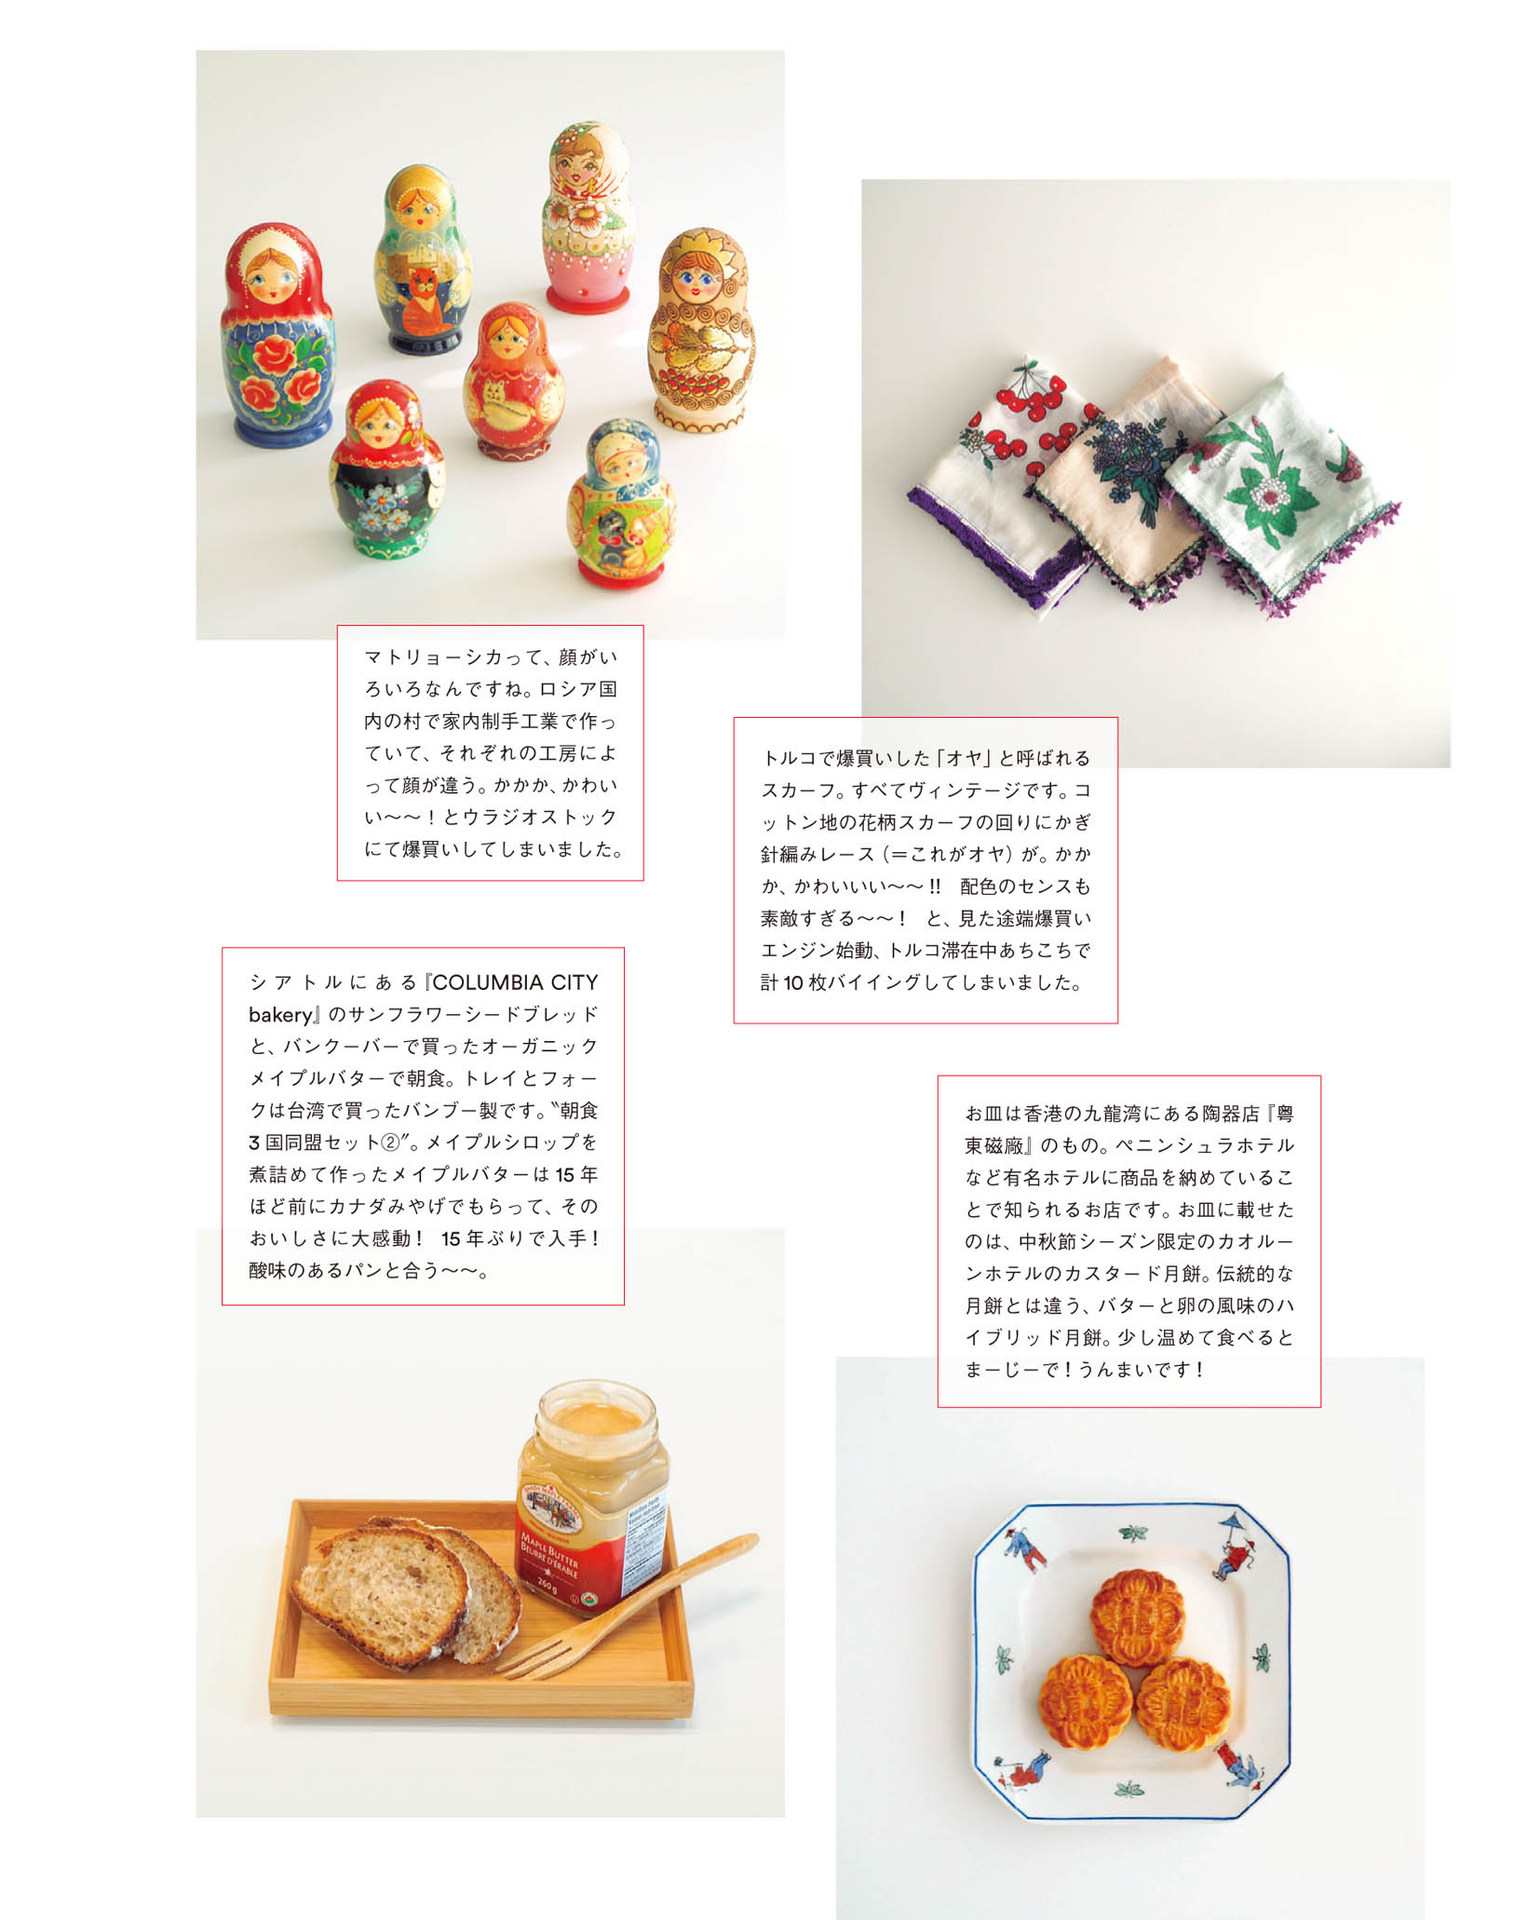 マトリョーシカって、顔がい
ろいろなんですね。ロシア国
内の村で家内制手工業で作っ
ていて、それぞれの工房によ
って顔が違う。かかか、かわい
い〜〜！とウラジオストック
にて爆買いしてしまいました。
トルコで爆買いした「オヤ」と呼ばれる
スカーフ。すべてヴィンテージです。コ
ットン地の花柄スカーフの回りにかぎ
針編みレース（＝これがオヤ）が。かか
か、かわいいい〜〜!!　配色のセンスも
素敵すぎる〜〜！　と、見た途端爆買い
エンジン始動、トルコ滞在中あちこちで
計10枚バイイングしてしまいました。
シアトルにある『COLUMBIA CITY
bakery』のサンフラワーシードブレッド
と、バンクーバーで買ったオーガニック
メイプルバターで朝食。トレイとフォー
クは台湾で買ったバンブー製です。〝朝食
3国同盟セット②〞。メイプルシロップを
煮詰めて作ったメイプルバターは15年
ほど前にカナダみやげでもらって、その
おいしさに大感動！　15年ぶりで入手！
酸味のあるパンと合う〜〜。
お皿は香港の九龍湾にある陶器店『粤
東磁廠』のもの。ペニンシュラホテル
など有名ホテルに商品を納めているこ
とで知られるお店です。お皿に載せた
のは、中秋節シーズン限定のカオルー
ンホテルのカスタード月餅。伝統的な
月餅とは違う、バターと卵の風味のハ
イブリッド月餅。少し温めて食べると
まーじーで！うんまいです！
MAPLE BUTTER
BEURRE D'ÉRABLE
260 g